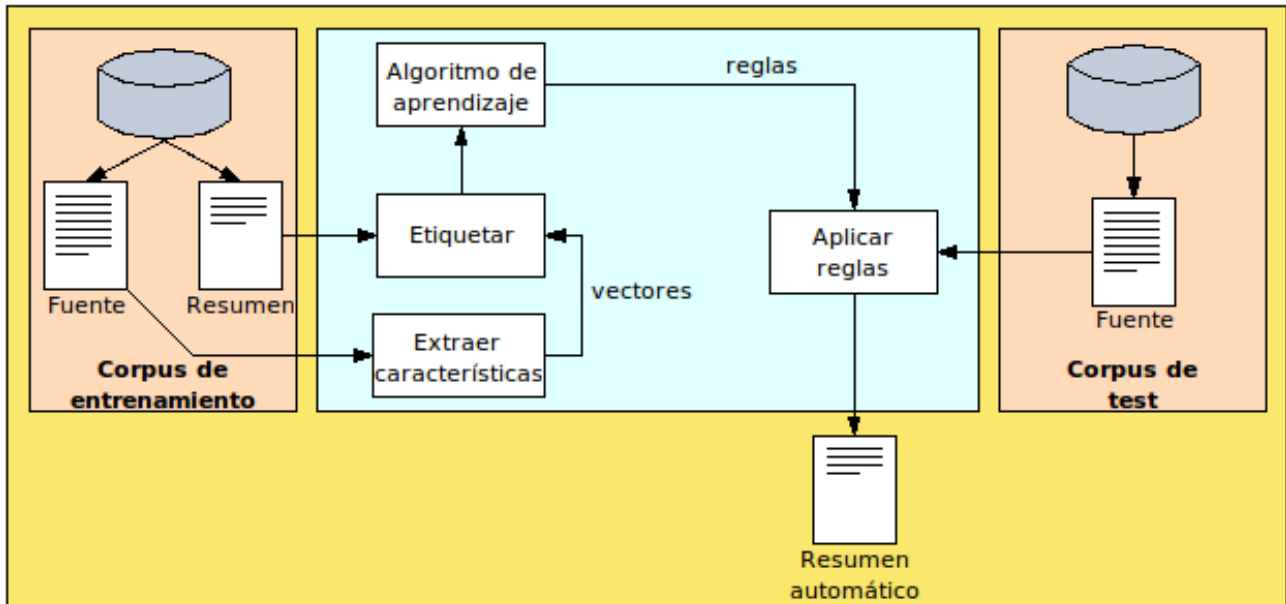 Algoritmo de
aprendizaje
reglas
Etiquetar
Aplicar
reglas
vectores
Fuente
Resumen
Extraer
características
Corpus de
entrenamiento
Fuente
Corpus de
test
Resumen
automático